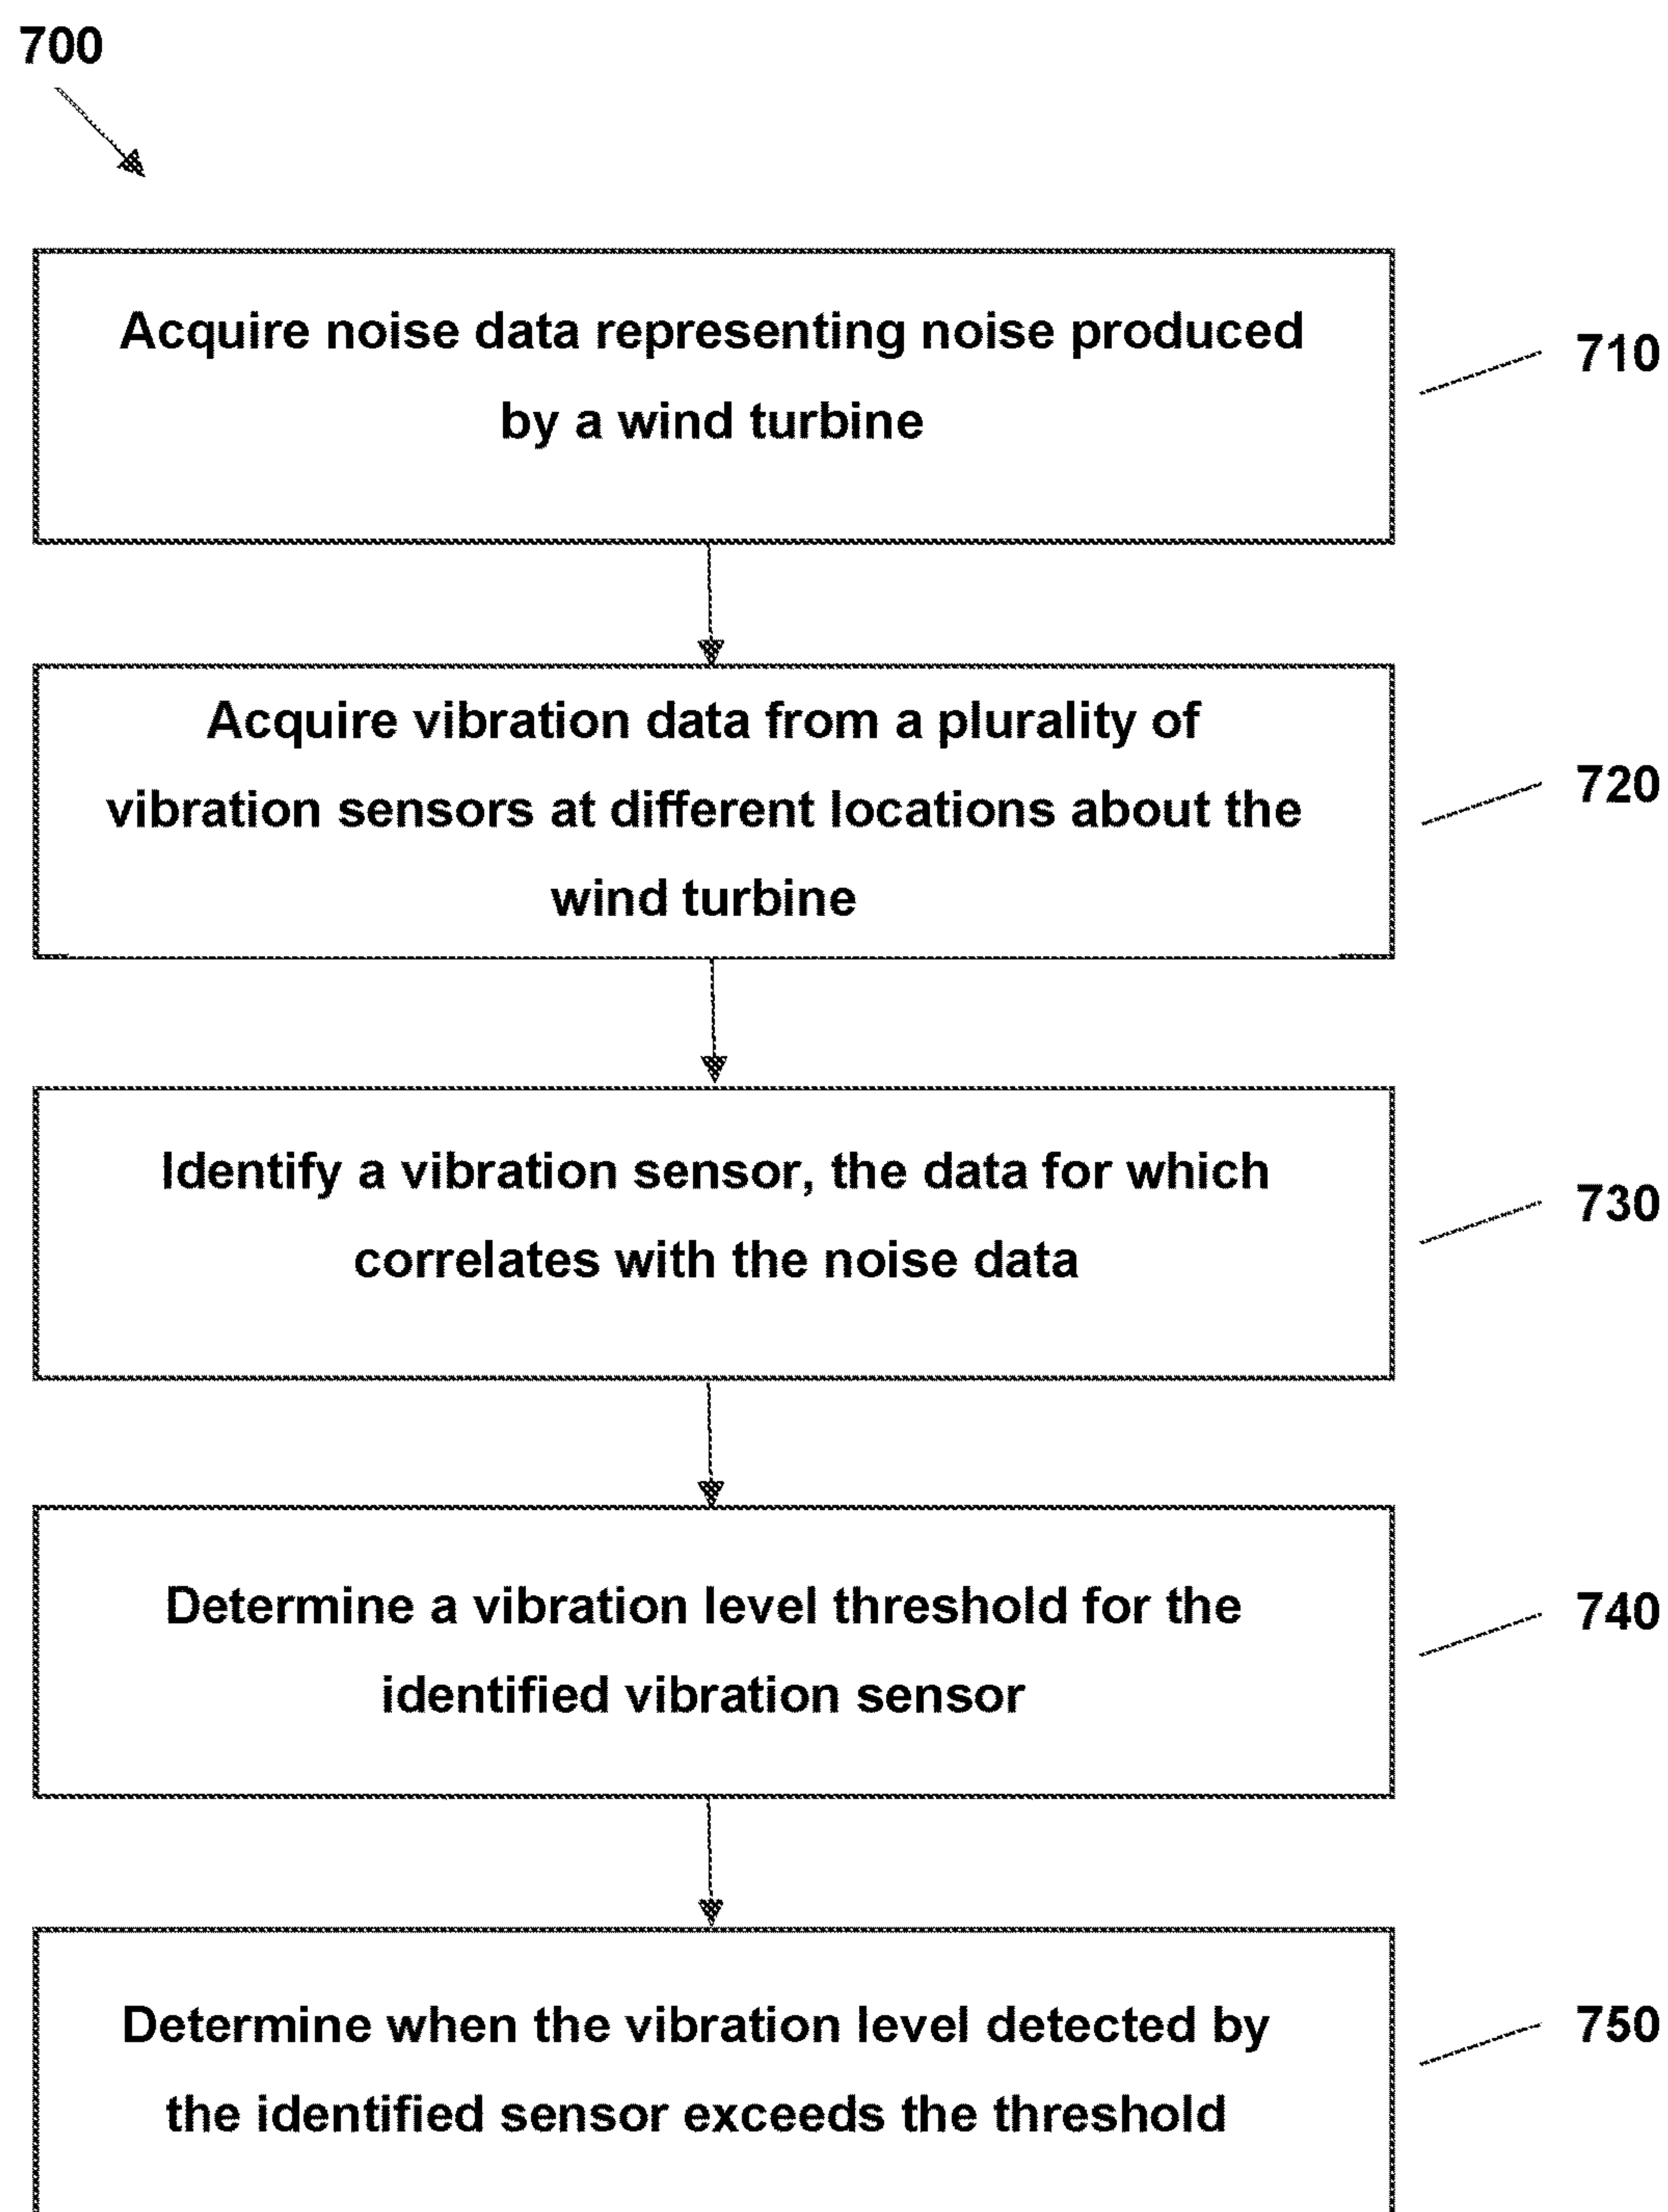 700
Acquire noise data representing noise produced
by a wind turbine
710
Acquire vibration data from a plurality of
vibration sensors at different locations about the
wind turbine
720
Identify a vibration sensor, the data for which
correlates with the noise data
730
Determine a vibration level threshold for the
identified vibration sensor
740
Determine when the vibration level detected by
the identified sensor exceeds the threshold
750